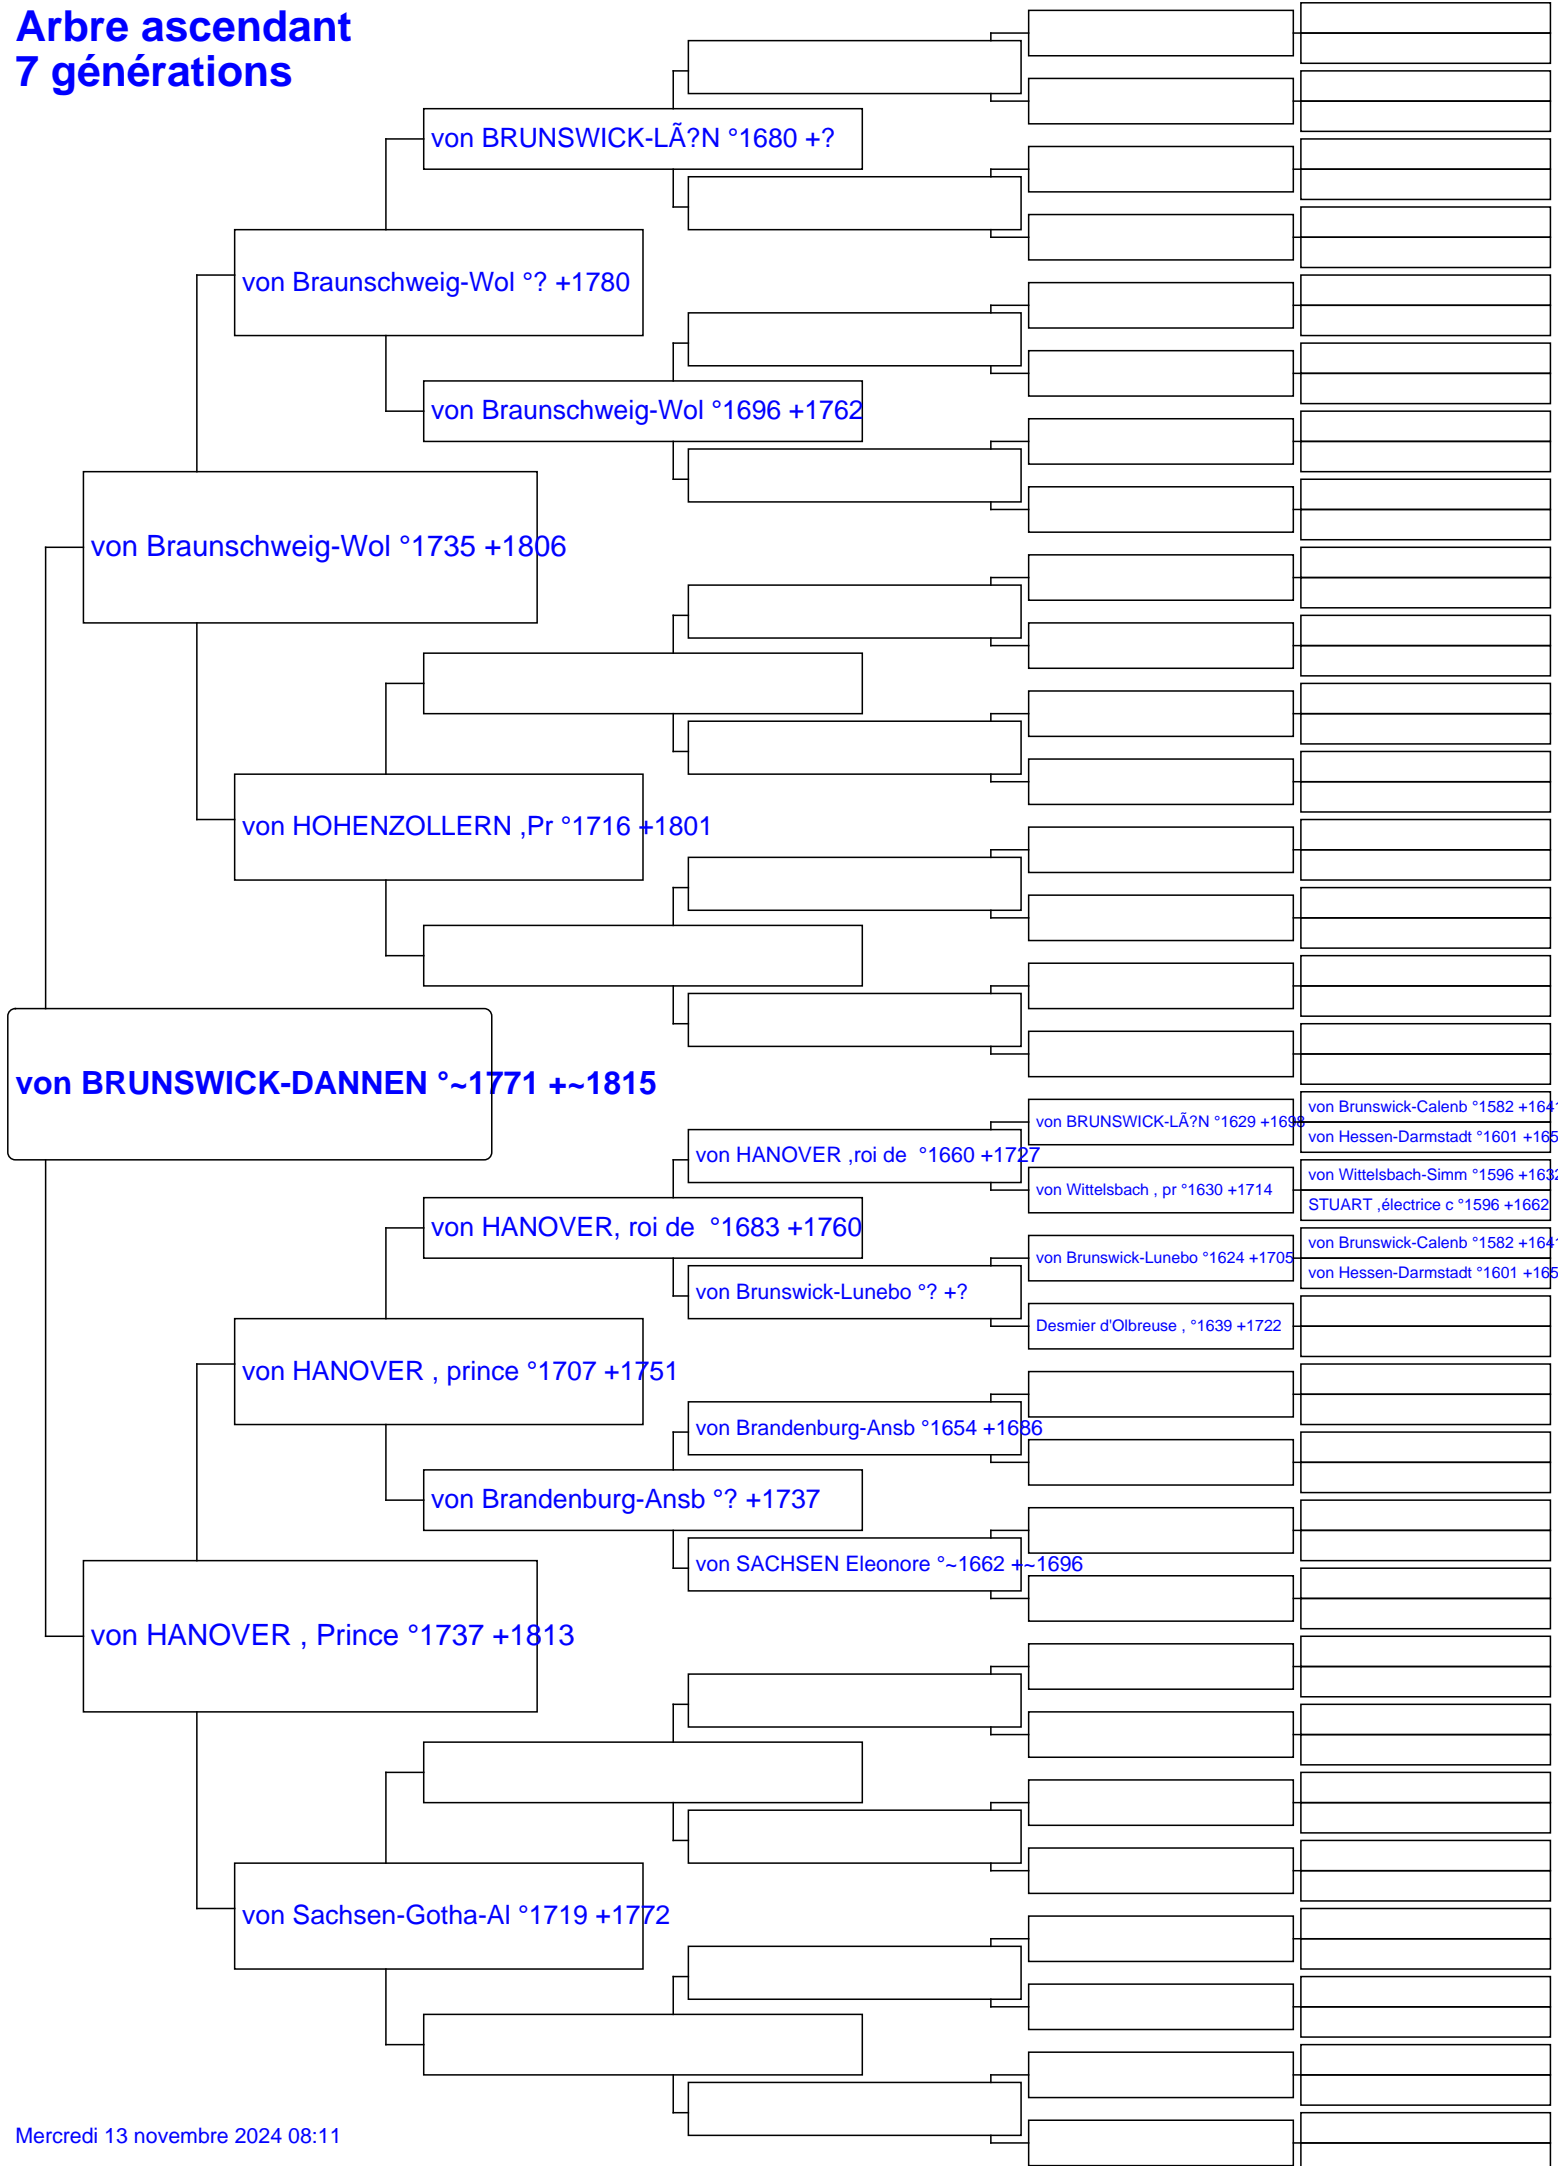 Arbre ascendant
7 générations
von BRUNSWICK-LÃ?N °1680 +?
von Braunschweig-Wol °? +1780
von Braunschweig-Wol °1696 +1762
von Braunschweig-Wol °1735 +1806
von HOHENZOLLERN ,Pr °1716 +1801
von BRUNSWICK-DANNEN °~1771 +~1815
von BRUNSWICK-LÃ?N °1629 +1698
von Brunswick-Calenb °1582 +1641
von Hessen-Darmstadt °1601 +165
von HANOVER ,roi de °1660 +1727
von Wittelsbach , pr °1630 +1714
von Wittelsbach-Simm °1596 +1632
STUART ,électrice c °1596 +1662
von HANOVER, roi de °1683 +1760
von Brunswick-Lunebo °1624 +1705
von Brunswick-Calenb °1582 +1641
von Hessen-Darmstadt °1601 +165
von Brunswick-Lunebo °? +?
Desmier d'Olbreuse , °1639 +1722
von HANOVER , prince °1707 +1751
von Brandenburg-Ansb °1654 +1686
von Brandenburg-Ansb °? +1737
von SACHSEN Eleonore °~1662 +~1696
von HANOVER , Prince °1737 +1813
von Sachsen-Gotha-Al °1719 +1772
Mercredi 13 novembre 2024 08:11